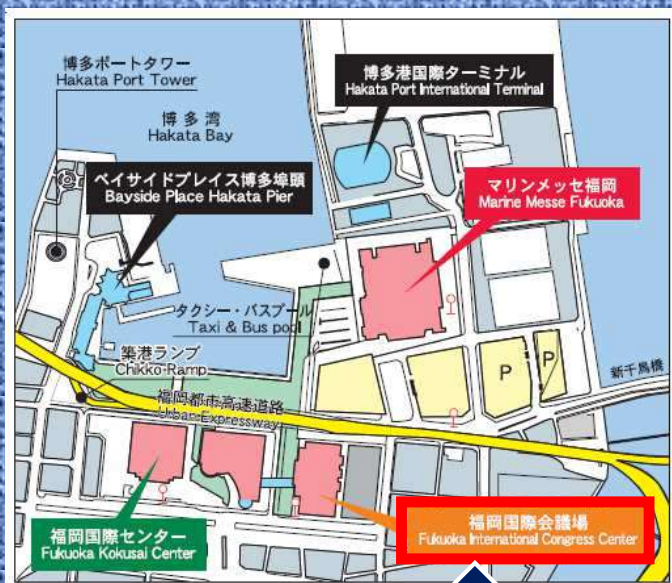 博多ポートタワー
Hakata Port Tower
博多湾
Hakata Bay
博多港国際ターミナル
Hakata Port International Terminal
ベイサイドプレイス博多埠頭
Bayside Place Hakata Pier
マリンメッセ福岡
Marine Messe Fukuoka
タクシー・バスプール
Taxi & Bus pool
築港ランプ
Chikko-Ramp
福岡都市高速道路
Urban Expressway
P
P
新千鳥橋
福岡国際センター
Fukuoka Kokusai Center
福岡国際会議場
Fukuoka International Congress Center